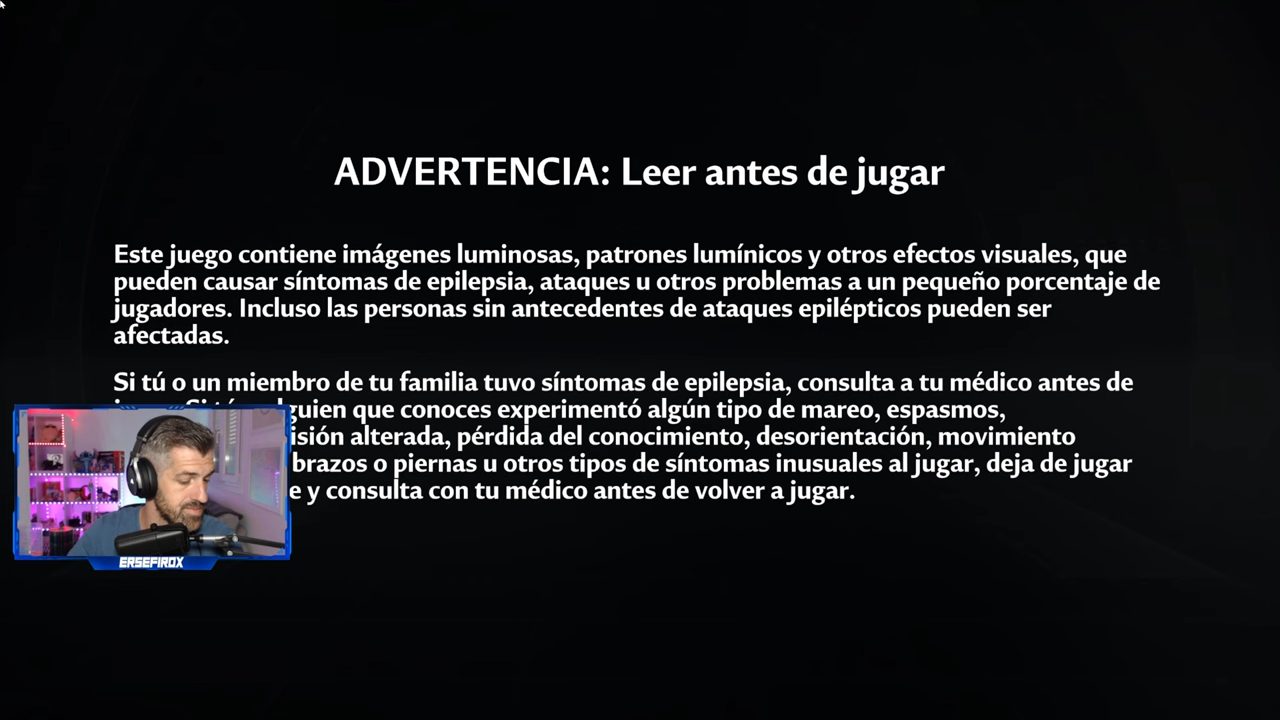 ADVERTENCIA: Leer antes de jugar
Este juego contiene imágenes luminosas, patrones lumínicos y otros efectos visuales, que
pueden causar síntomas de epilepsia, ataques u otros problemas a un pequeño porcentaje de
jugadores. Incluso las personas sin antecedentes de ataques epilépticos pueden ser
afectadas.
Si tú o un miembro de tu familia tuvo síntomas de epilepsia, consulta a tu médico antes de
que conoces experimentó algún tipo de mareo, espasmos,
alterada, pérdida del conocimiento, desorientación, movimiento
brazos o piernas u otros tipos de síntomas inusuales al jugar, deja de jugar
y consulta con tu médico antes de volver a jugar.
ERSEFIROX